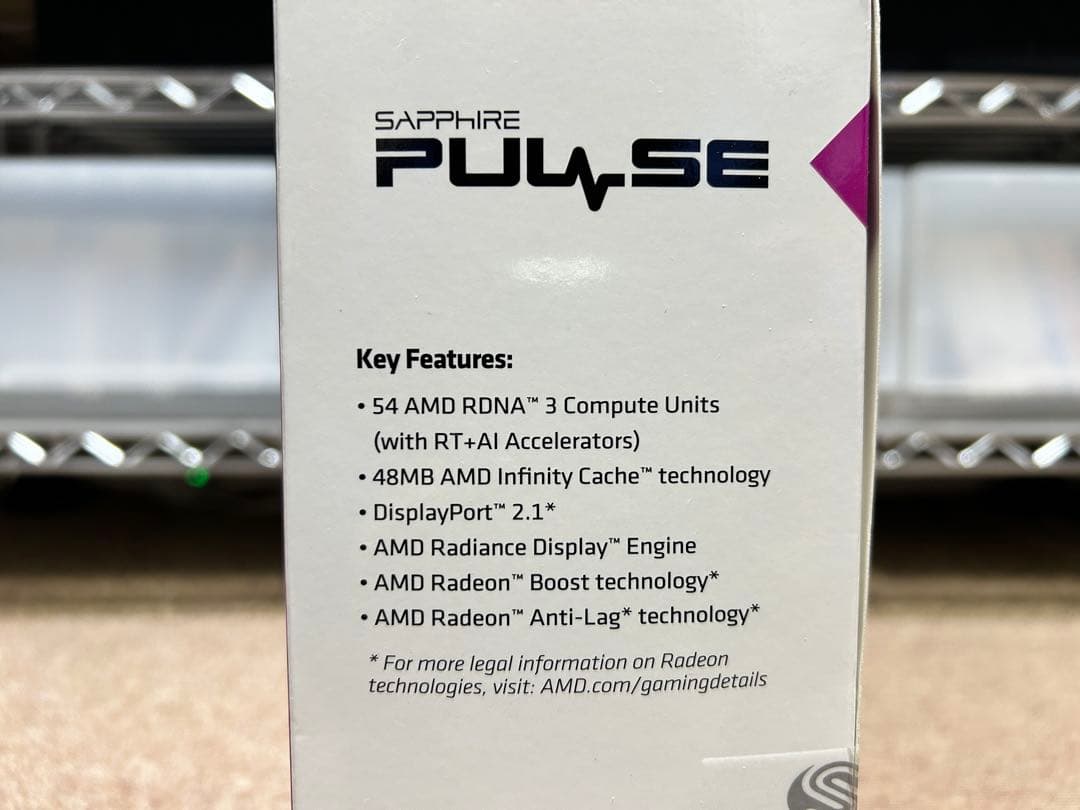 SAPPHIRE
PULSE
Key Features:
• 54 AMD RDNA™ 3 Compute Units
(with RT+AI Accelerators)
• 48MB AMD Infinity Cache™ technology
• DisplayPort™ 2.1*
• AMD Radiance Display™ Engine
• AMD Radeon™ Boost technology*
• AMD Radeon™ Anti-Lag* technology*
* For more legal information on Radeon
technologies, visit: AMD.com/gamingdetails